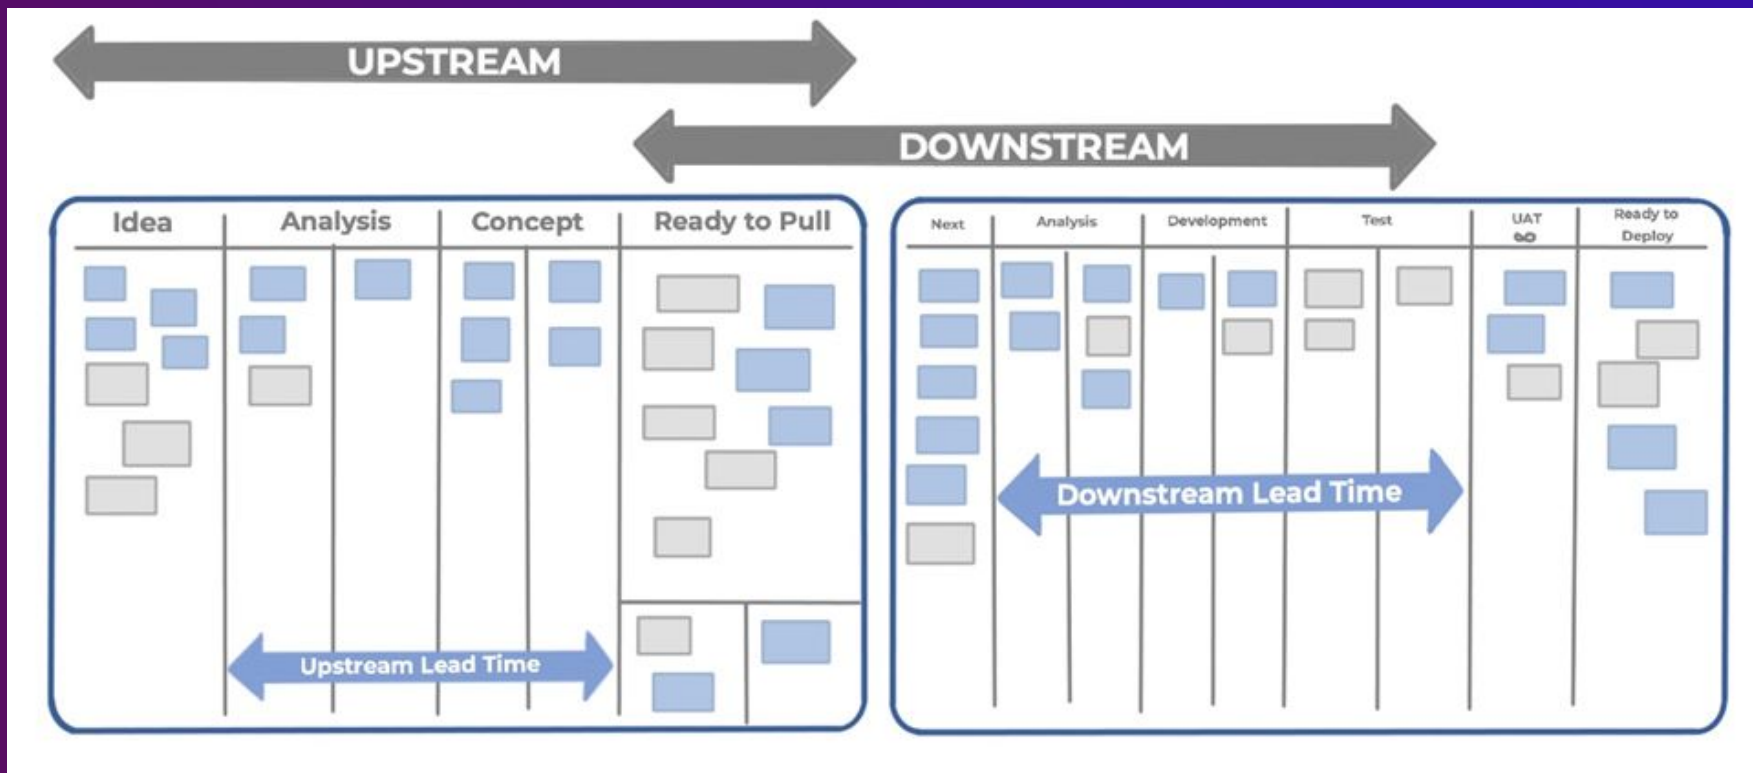 UPSTREAM
DOWNSTREAM
Idea
Analysis
Concept
Ready to Pull
Upstream Lead Time
Next
Analysis
Development
Test
UAT
∞
Ready to
Deploy
Downstream Lead Time